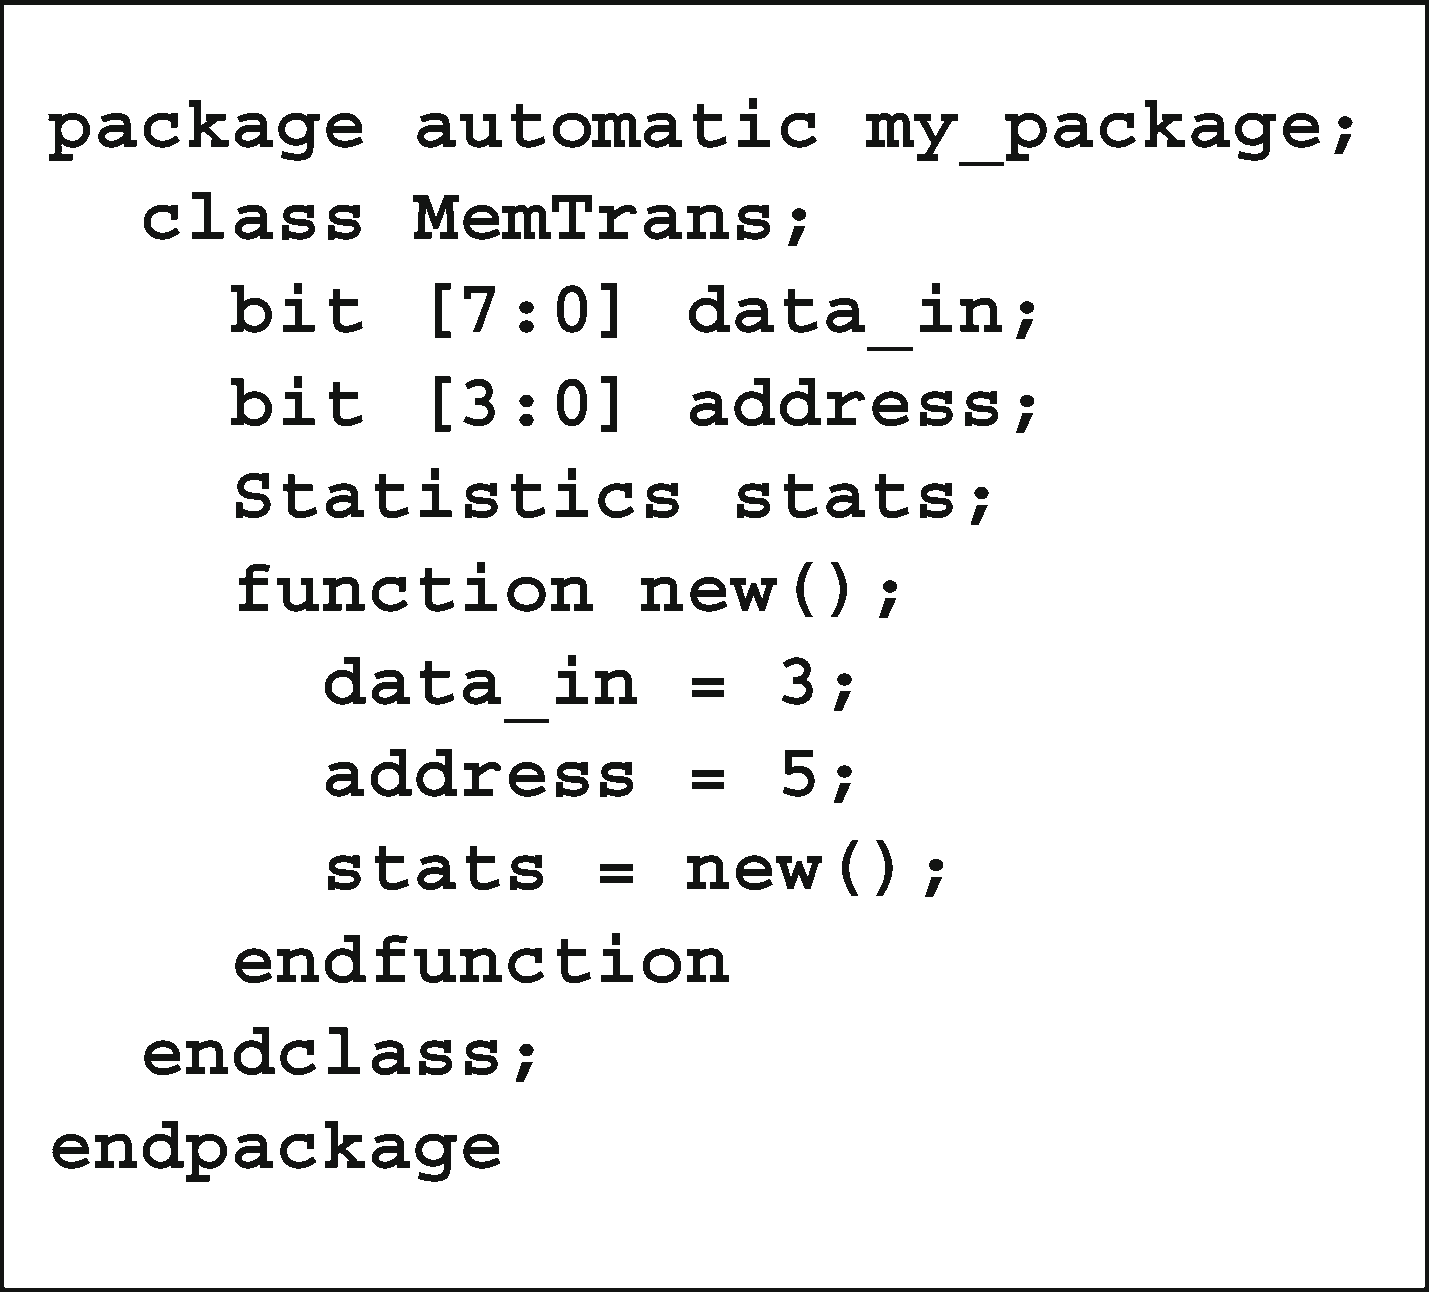 package automatic my_package;
class MemTrans;
bit [7:0] data_in;
bit [3:0] address;
Statistics stats;
function new();
data_in = 3;
address = 5;
stats = new();
endfunction
endclass;
endpackage